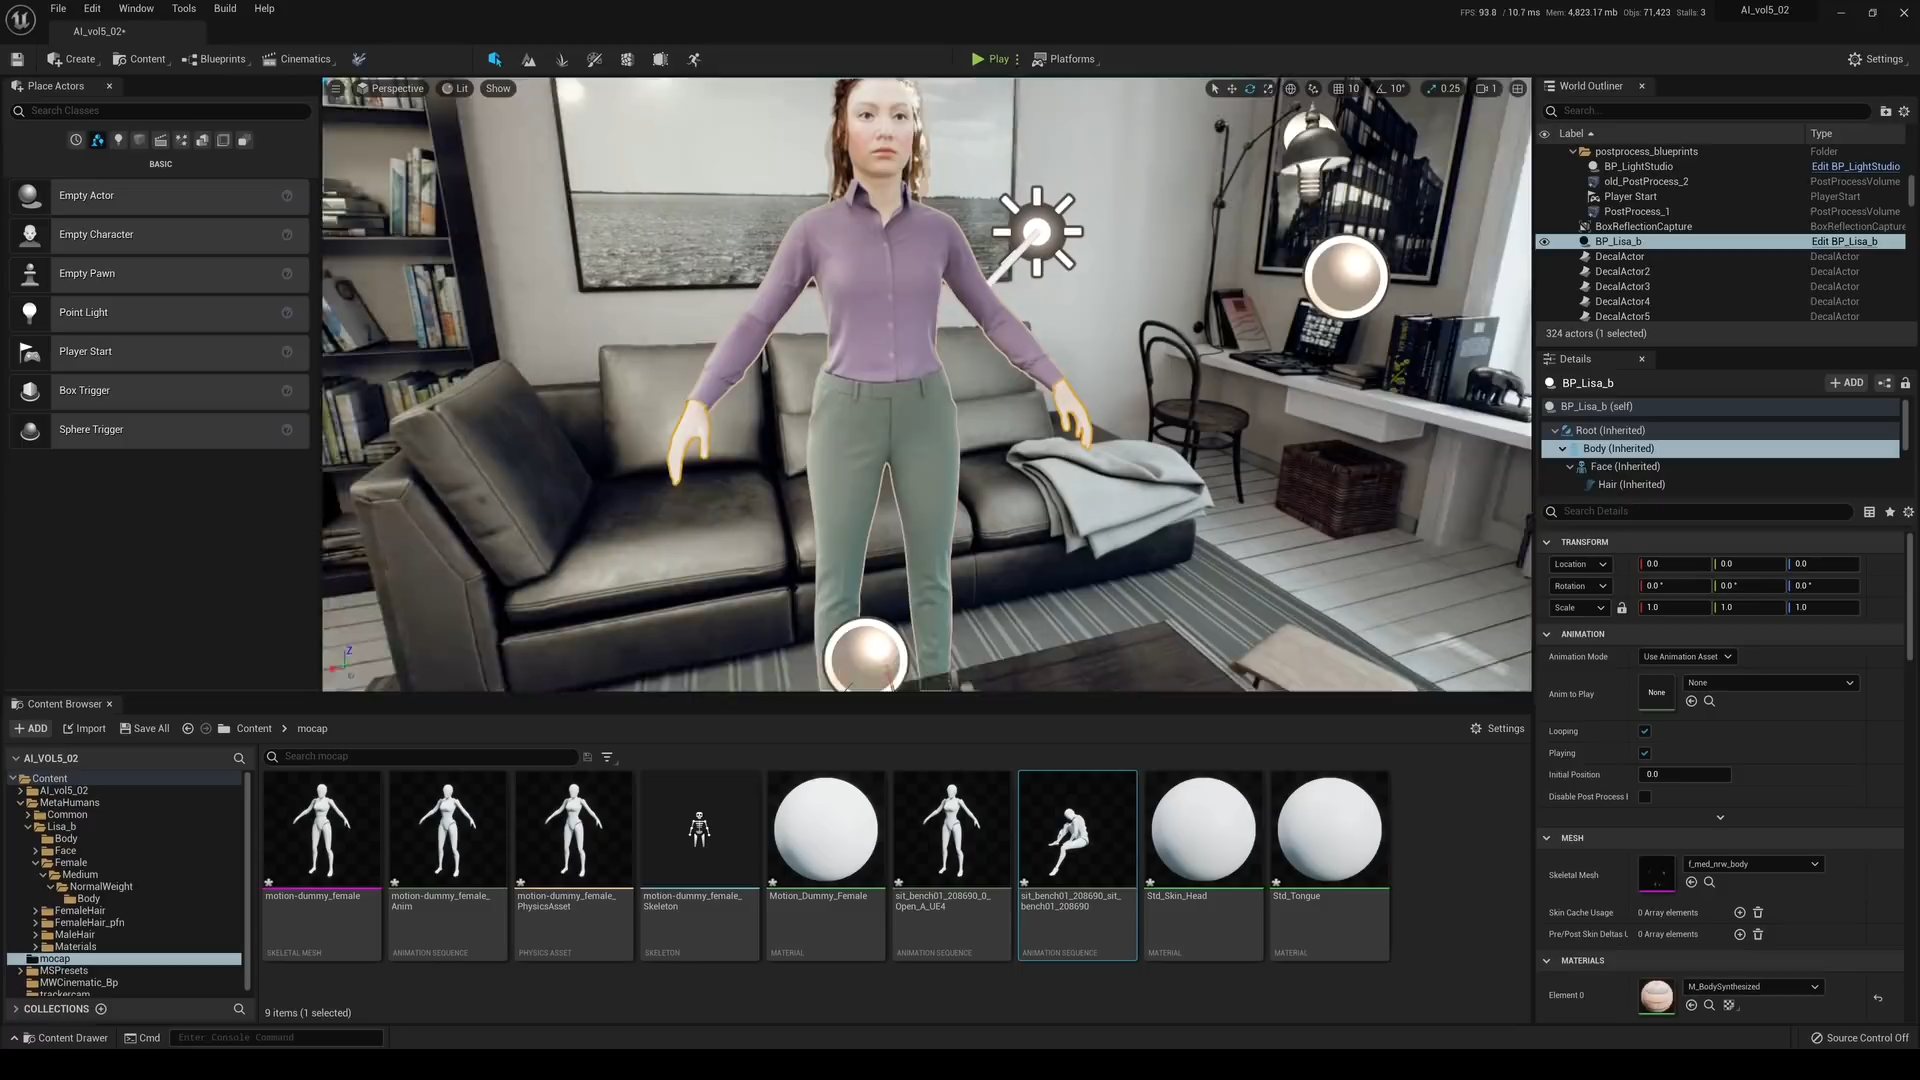 File Edit Window Tools Build Help
FPS: 93.8 / 10.7 ms Mem: 4,823.17 mb Objs: 71,423 Stalls: 3
AI_vol5_02
AI_vol5_02*
Create
Content
Blueprints
Cinematics
Play
Platforms
Settings
Place Actors
Search Classes
BASIC
Empty Actor
Empty Character
Empty Pawn
Point Light
Player Start
Box Trigger
Sphere Trigger
Perspective
Lit
Show
10
10°
0.25
1
Z
World Outliner
Search...
Label Type
postprocess_blueprints Folder
BP_LightStudio Edit BP_LightStudio
old_PostProcess_2 PostProcessVolume
Player Start PlayerStart
PostProcess_1 PostProcessVolume
BoxReflectionCapture BoxReflectionCapture
BP_Lisa_b Edit BP_Lisa_b
DecalActor DecalActor
DecalActor2 DecalActor
DecalActor3 DecalActor
DecalActor4 DecalActor
DecalActor5 DecalActor
324 actors (1 selected)
Details
BP_Lisa_b
+ ADD
BP_Lisa_b (self)
Root (Inherited)
Body (Inherited)
Face (Inherited)
Hair (Inherited)
Search Details
TRANSFORM
Location 0.0 0.0 0.0
Rotation 0.0° 0.0° 0.0°
Scale 1.0 1.0 1.0
ANIMATION
Animation Mode Use Animation Asset
Anim to Play None None
Looping
Playing
Initial Position 0.0
Disable Post Process
MESH
Skeletal Mesh f_med_nrw_body
Skin Cache Usage 0 Array elements
Pre/Post Skin Deltas U 0 Array elements
MATERIALS
Element 0 M_BodySynthesized
Content Browser
+ ADD
Import
Save All
Content
mocap
Settings
AI_VOL5_02
Content
AI_vol5_02
MetaHumans
Common
Lisa_b
Body
Face
Female
Medium
NormalWeight
Body
FemaleHair
FemaleHair_pfn
MaleHair
Materials
mocap
MSPresets
MWCinematic_Bp
trackercam
COLLECTIONS
Search mocap
motion-dummy_female
SKELETAL MESH
motion-dummy_female_
Anim
ANIMATION SEQUENCE
motion-dummy_female_
PhysicsAsset
PHYSICS ASSET
motion-dummy_female_
Skeleton
SKELETON
Motion_Dummy_Female
MATERIAL
sit_bench01_208690_0_
Open_A_UE4
ANIMATION SEQUENCE
sit_bench01_208690_sit_
bench01_208690
ANIMATION SEQUENCE
Std_Skin_Head
MATERIAL
Std_Tongue
MATERIAL
9 items (1 selected)
Content Drawer
Cmd
Enter Console Command
Source Control Off